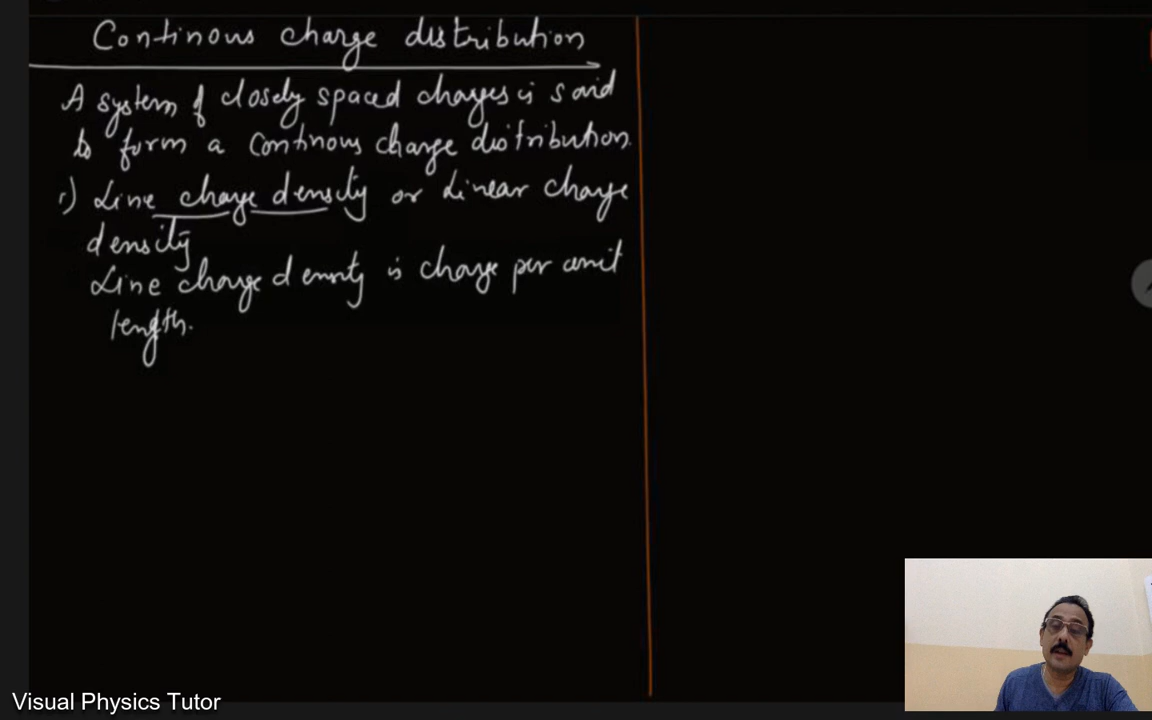 Continous charge distribution
A system of closely spaced charges is said
to form a continous charge distribution.
1) Line charge density or Linear charge
density
Line charge density is charge per unit
length.
Visual Physics Tutor